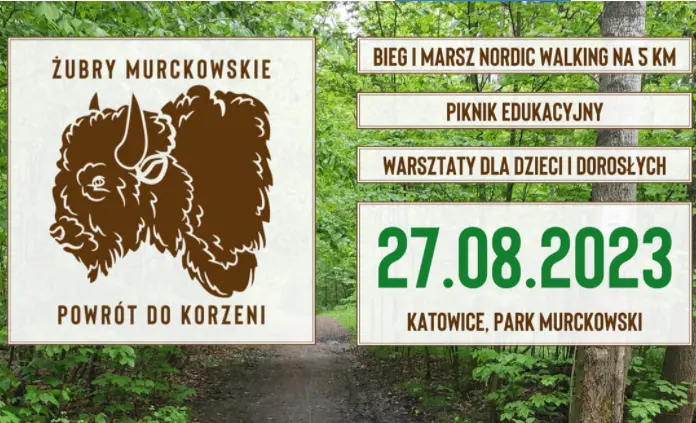 ŻUBRY MURCKOWSKIE
POWRÓT DO KORZENI
BIEG I MARSZ NORDIC WALKING NA 5 KM
PIKNIK EDUKACYJNY
WARSZTATY DLA DZIECI I DOROSŁYCH
27.08.2023
KATOWICE, PARK MURCKOWSKI